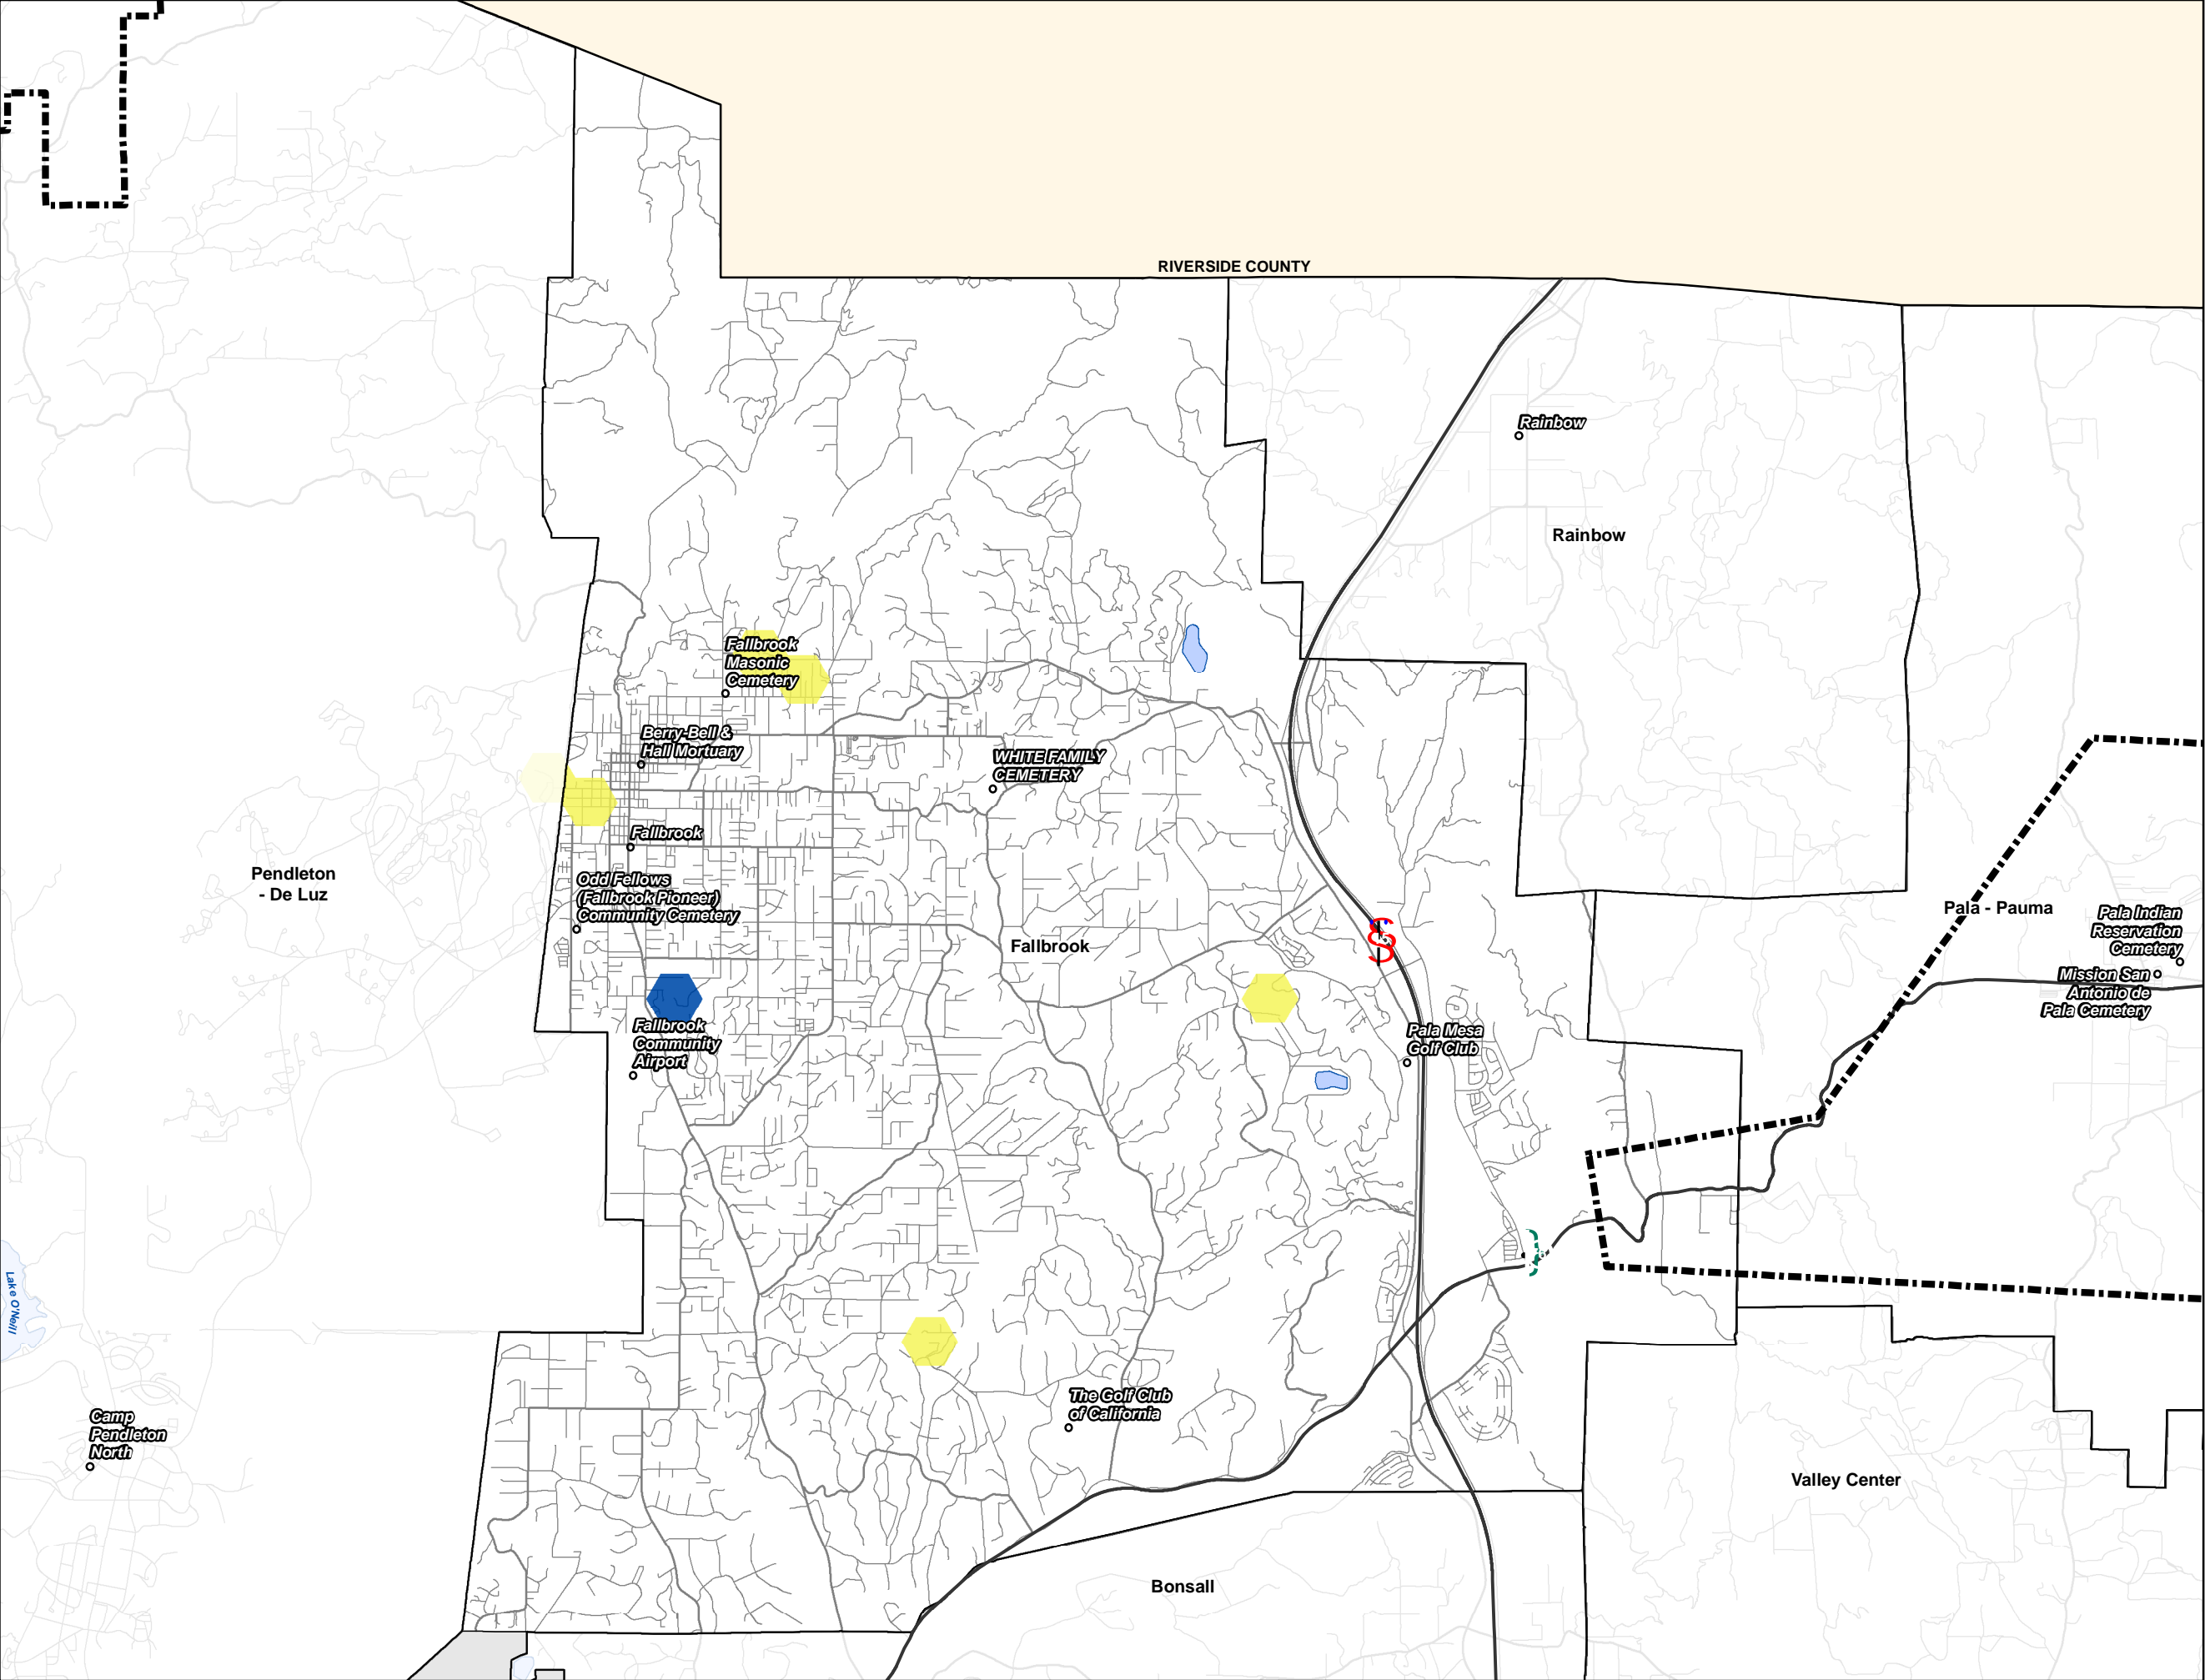 RIVERSIDE COUNTY
Rainbow
Rainbow
Fallbrook
Masonic
Cemetery
Berry-Bell &
Hall Mortuary
WHITE FAMILY
CEMETERY
Fallbrook
Pendleton
- De Luz
Odd Fellows
(Fallbrook Pioneer)
Community Cemetery
Fallbrook
Pala - Pauma
Pala Indian
Reservation
Cemetery
Mission San
Antonio de
Pala Cemetery
Fallbrook
Community
Airport
Pala Mesa
Golf Club
Lake O'Neill
The Golf Club
of California
Camp
Pendleton
North
Valley Center
Bonsall